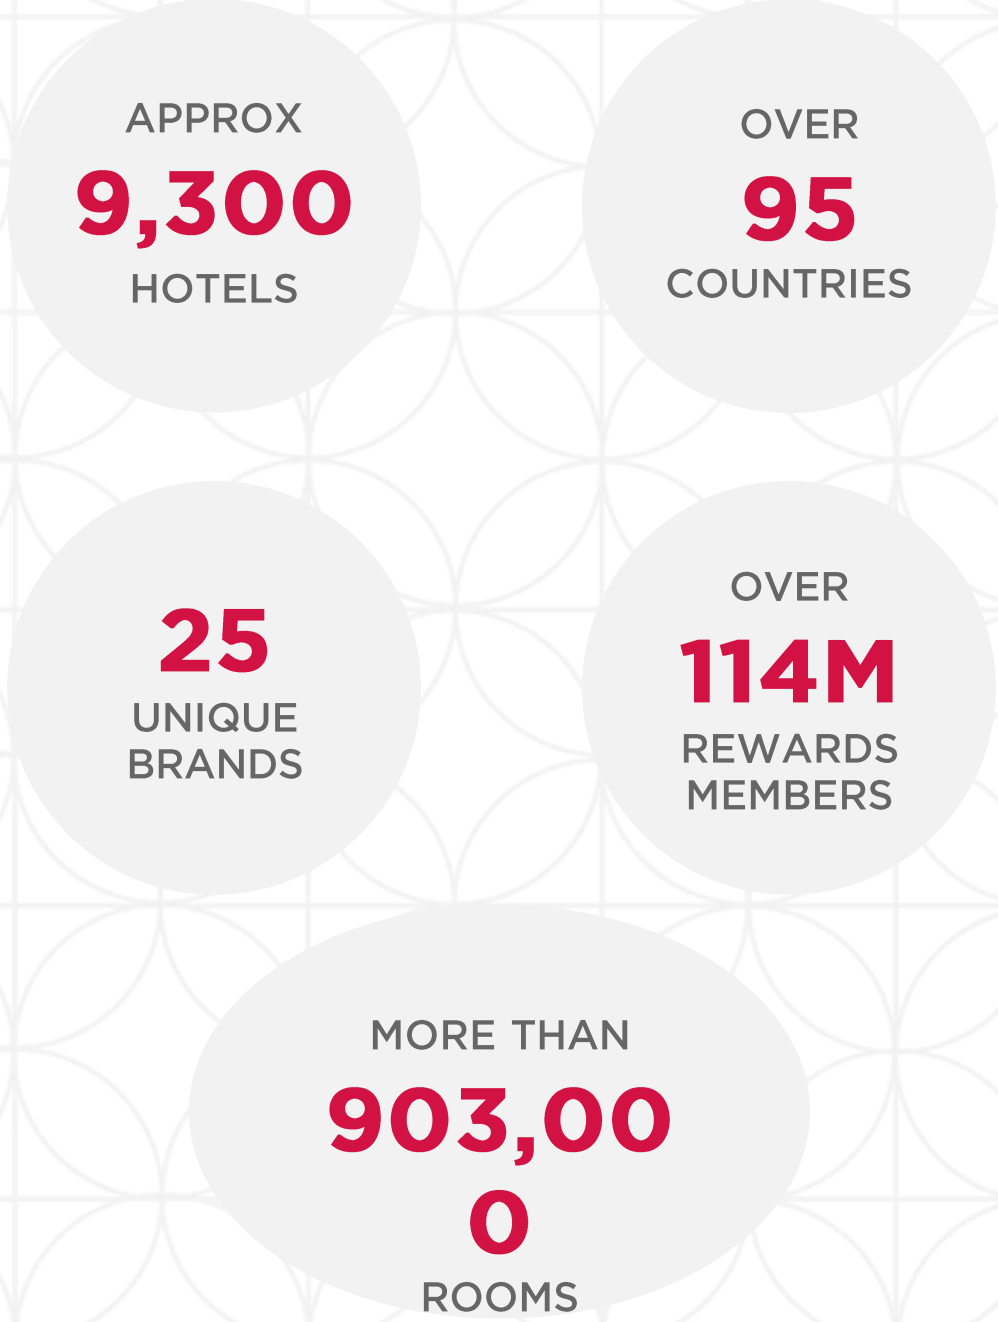 APPROX
9,300
HOTELS
OVER
95
COUNTRIES
25
UNIQUE
BRANDS
OVER
114M
REWARDS
MEMBERS
MORE THAN
903,00
0
ROOMS